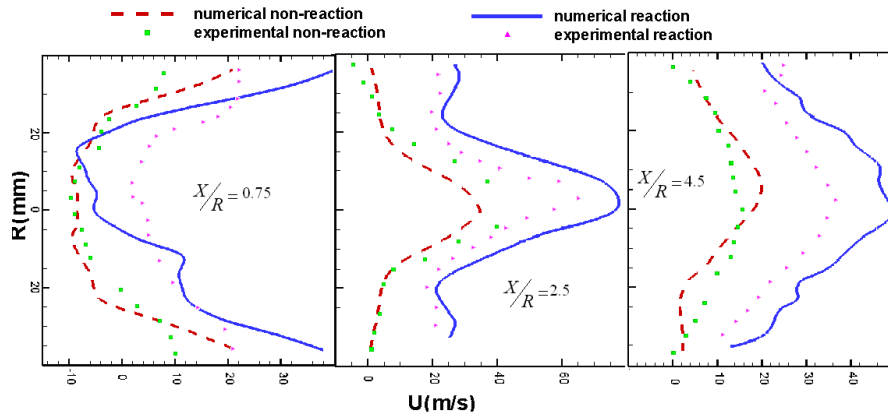 numerical non-reaction
numerical reaction
experimental non-reaction
experimental reaction
R(mm)
20
0
20
X/R = 0.75
X/R = 2.5
X/R = 4.5
-10 0 10 20 30
0 20 40 60
0 10 20 30 40
U(m/s)